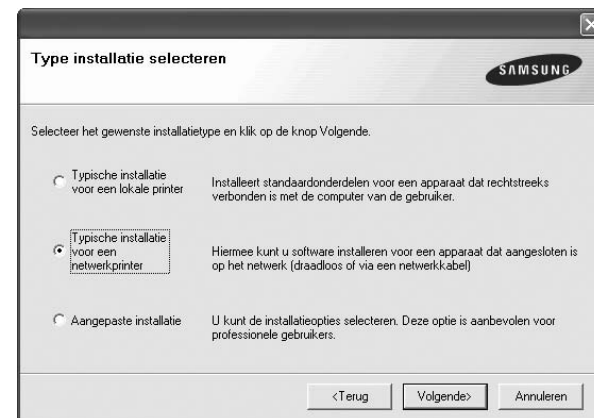 Type installatie selecteren
SAMSUNG
Selecteer het gewenste installatietype en klik op de knop Volgende.
Typische installatie
voor een lokale printer
Installeert standaardonderdelen voor een apparaat dat rechtstreeks
verbonden is met de computer van de gebruiker.
Typische installatie
voor een
netwerkprinter
Hiermee kunt u software installeren voor een apparaat dat aangesloten is
op het netwerk (draadloos of via een netwerkkabel)
Aangepaste installatie
U kunt de installatieopties selecteren. Deze optie is aanbevolen voor
professionele gebruikers.
<Terug
Volgende>
Annuleren